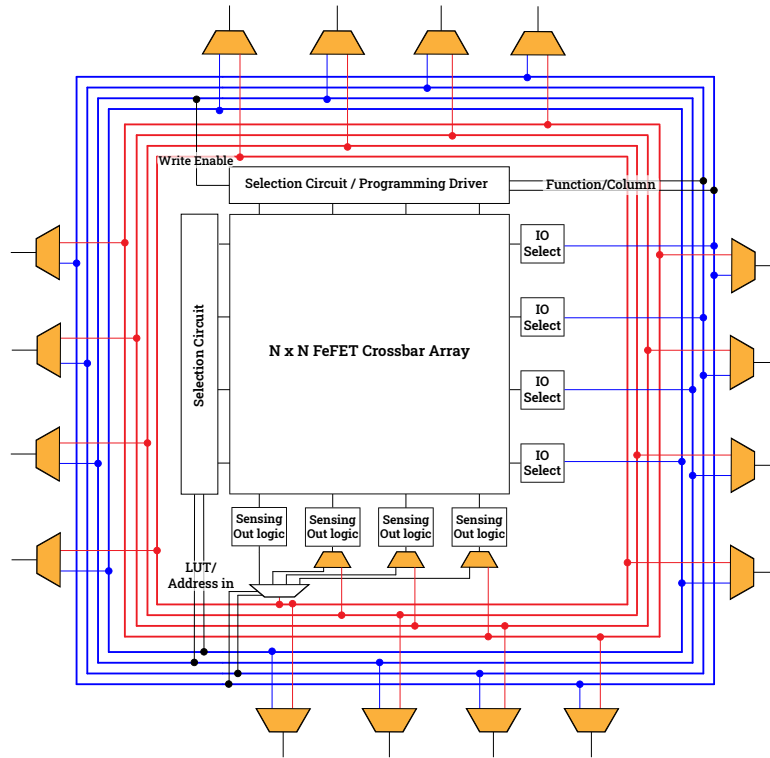 Write Enable
Selection Circuit / Programming Driver
Function/Column
IO
Select
IO
Select
Selection Circuit
N x N FeFET Crossbar Array
IO
Select
IO
Select
Sensing
Out logic
Sensing
Out logic
Sensing
Out logic
Sensing
Out logic
LUT/
Address in